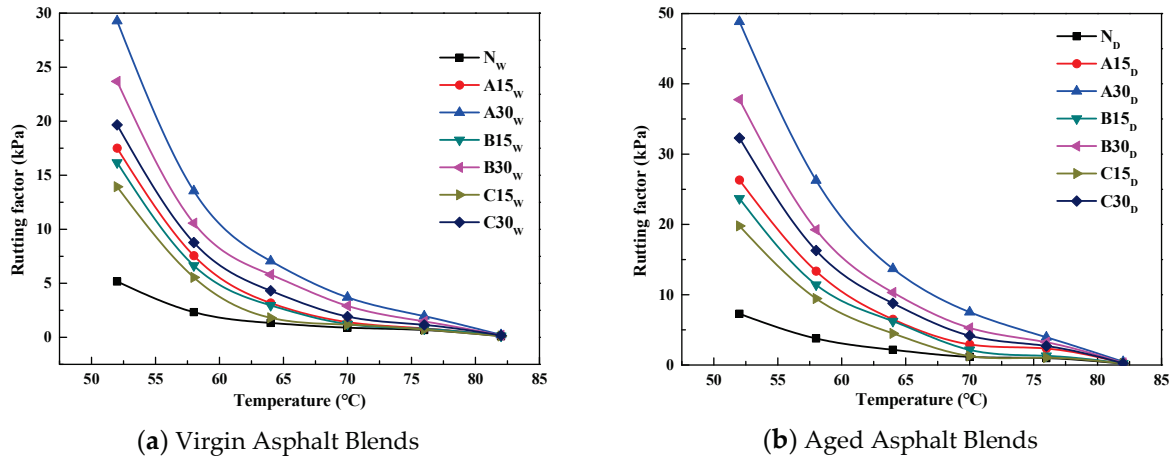 30
25
20
15
10
5
0
Rutting factor (kPa)
N_W
A15_W
A30_W
B15_W
B30_W
C15_W
C30_W
50 55 60 65 70 75 80 85
Temperature (°C)
(a) Virgin Asphalt Blends
50
40
30
20
10
0
Rutting factor (kPa)
N_D
A15_D
A30_D
B15_D
B30_D
C15_D
C30_D
50 55 60 65 70 75 80 85
Temperature (°C)
(b) Aged Asphalt Blends